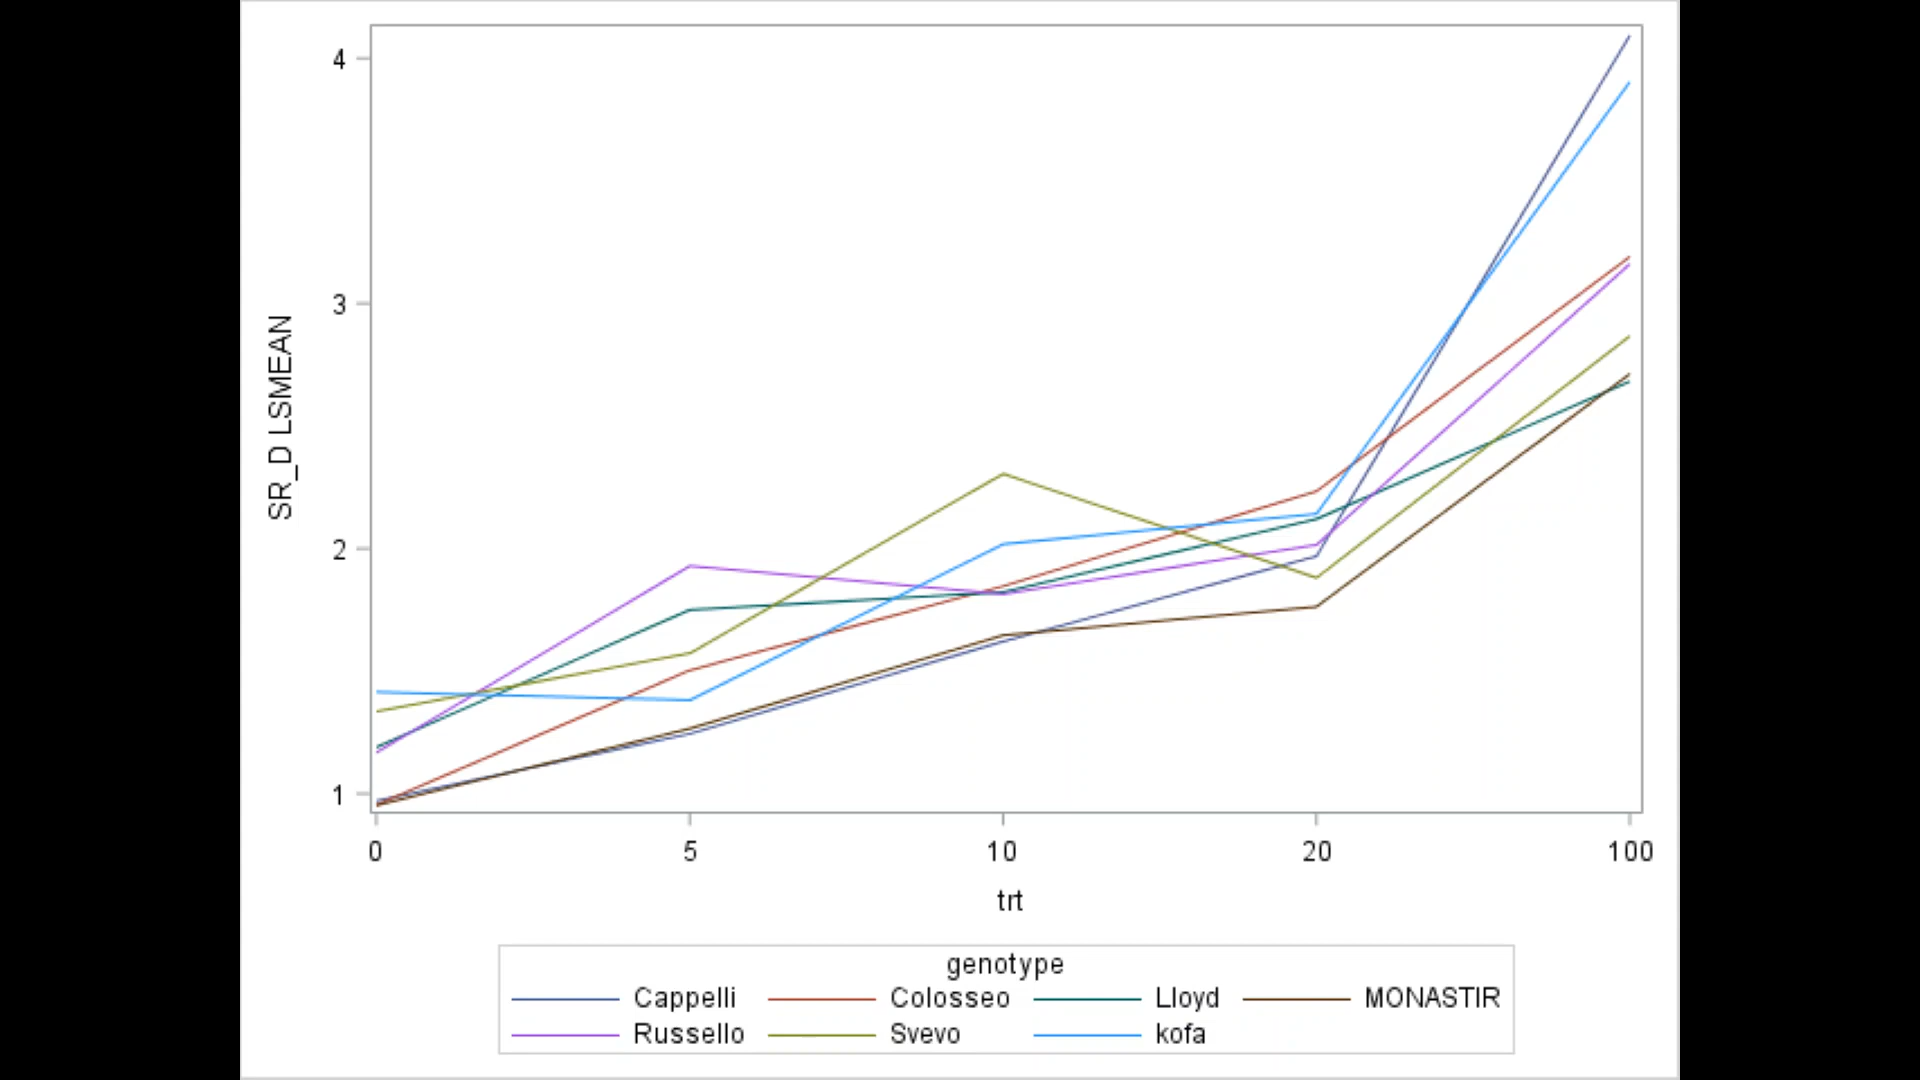 4
3
2
1
SR_D LSMEAN
0 5 10 20 100
trt
genotype
Cappelli Colosseo Lloyd MONASTIR
Russello Svevo kofa